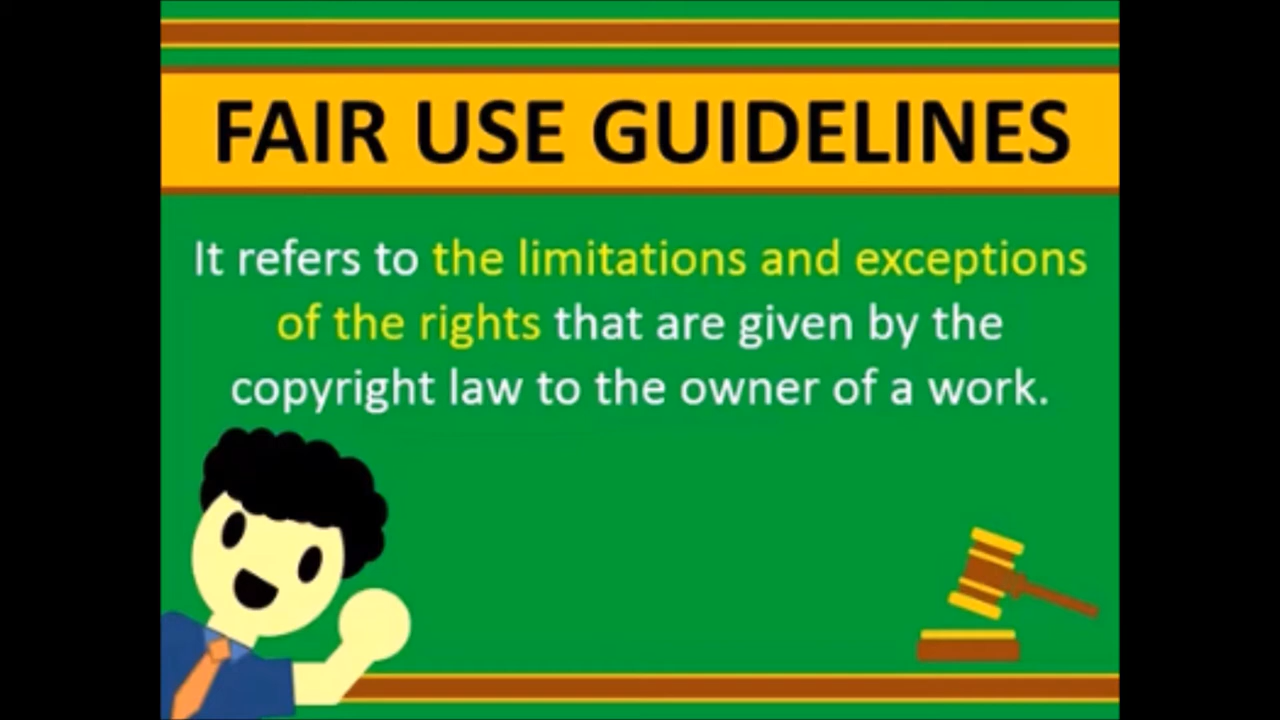 FAIR USE GUIDELINES
It refers to the limitations and exceptions
of the rights that are given by the
copyright law to the owner of a work.